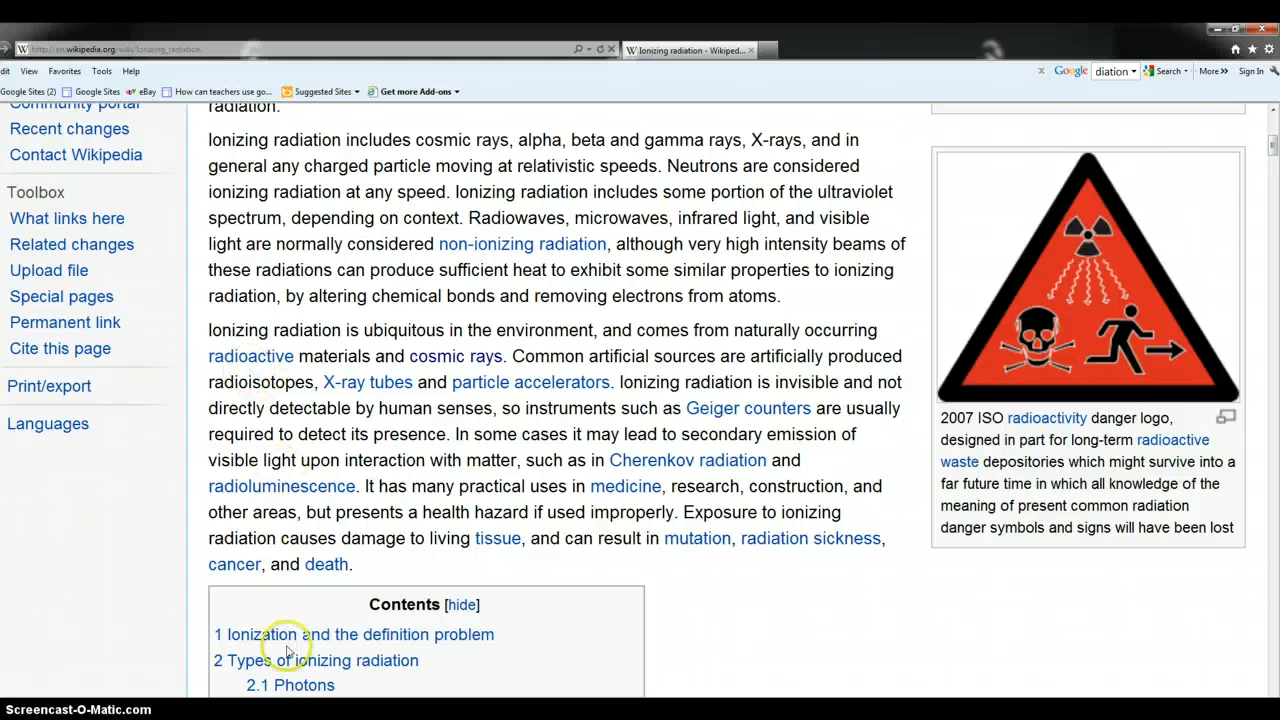 http://en.wikipedia.org/wiki/Ionizing_radiation
Ionizing radiation - Wikiped...
dit View Favorites Tools Help
Google diation Search More >> Sign In
Google Sites (2) Google Sites eBay How can teachers use go... Suggested Sites Get more Add-ons
Community portal
Recent changes
Contact Wikipedia
Toolbox
What links here
Related changes
Upload file
Special pages
Permanent link
Cite this page
Print/export
Languages
radiation.
Ionizing radiation includes cosmic rays, alpha, beta and gamma rays, X-rays, and in
general any charged particle moving at relativistic speeds. Neutrons are considered
ionizing radiation at any speed. Ionizing radiation includes some portion of the ultraviolet
spectrum, depending on context. Radiowaves, microwaves, infrared light, and visible
light are normally considered non-ionizing radiation, although very high intensity beams of
these radiations can produce sufficient heat to exhibit some similar properties to ionizing
radiation, by altering chemical bonds and removing electrons from atoms.
Ionizing radiation is ubiquitous in the environment, and comes from naturally occurring
radioactive materials and cosmic rays. Common artificial sources are artificially produced
radioisotopes, X-ray tubes and particle accelerators. Ionizing radiation is invisible and not
directly detectable by human senses, so instruments such as Geiger counters are usually
required to detect its presence. In some cases it may lead to secondary emission of
visible light upon interaction with matter, such as in Cherenkov radiation and
radioluminescence. It has many practical uses in medicine, research, construction, and
other areas, but presents a health hazard if used improperly. Exposure to ionizing
radiation causes damage to living tissue, and can result in mutation, radiation sickness,
cancer, and death.
Contents [hide]
1 Ionization and the definition problem
2 Types of ionizing radiation
2.1 Photons
2007 ISO radioactivity danger logo,
designed in part for long-term radioactive
waste depositories which might survive into a
far future time in which all knowledge of the
meaning of present common radiation
danger symbols and signs will have been lost
Screencast-O-Matic.com